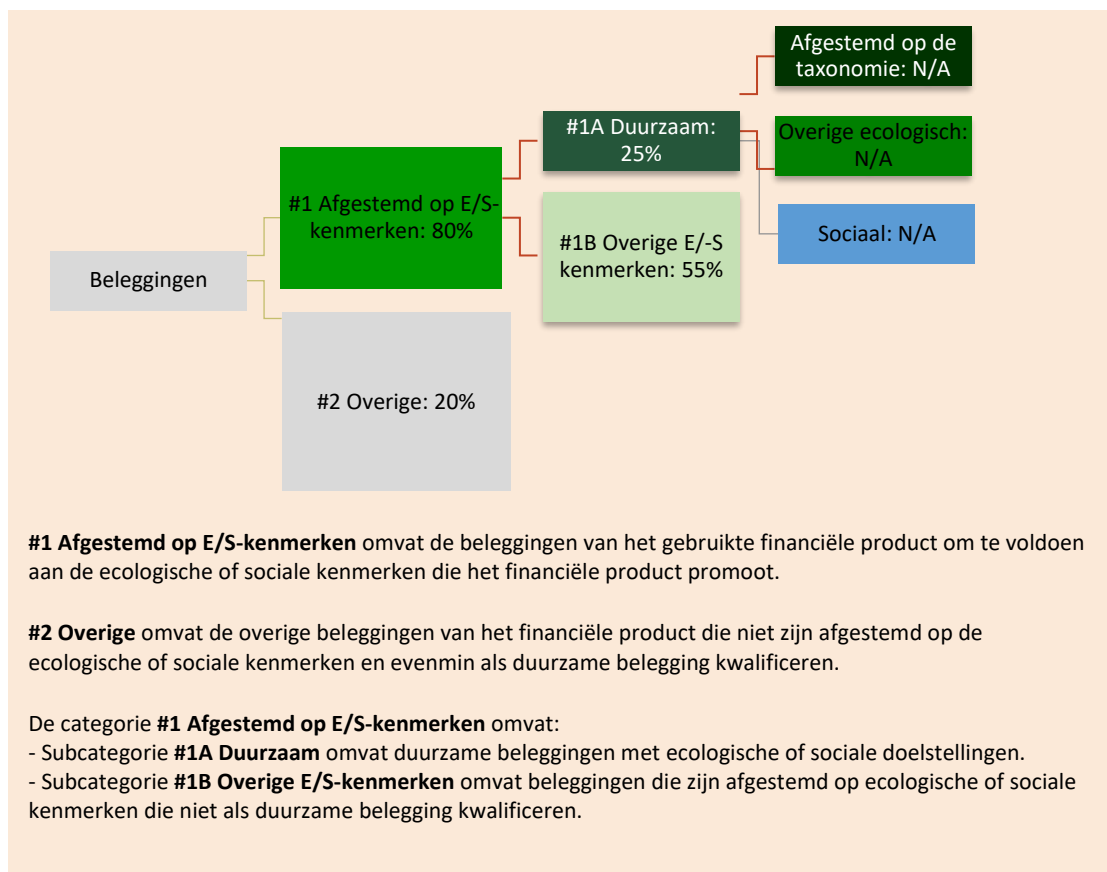 Afgestemd op de
taxonomie: N/A
#1A Duurzaam:
25%
Overige ecologisch:
N/A
#1 Afgestemd op E/S-
kenmerken: 80%
#1B Overige E/-S
kenmerken: 55%
Sociaal: N/A
Beleggingen
#2 Overige: 20%
#1 Afgestemd op E/S-kenmerken omvat de beleggingen van het gebruikte financiële product om te voldoen
aan de ecologische of sociale kenmerken die het financiële product promoot.
#2 Overige omvat de overige beleggingen van het financiële product die niet zijn afgestemd op de
ecologische of sociale kenmerken en evenmin als duurzame belegging kwalificeren.
De categorie #1 Afgestemd op E/S-kenmerken omvat:
- Subcategorie #1A Duurzaam omvat duurzame beleggingen met ecologische of sociale doelstellingen.
- Subcategorie #1B Overige E/S-kenmerken omvat beleggingen die zijn afgestemd op ecologische of sociale
kenmerken die niet als duurzame belegging kwalificeren.